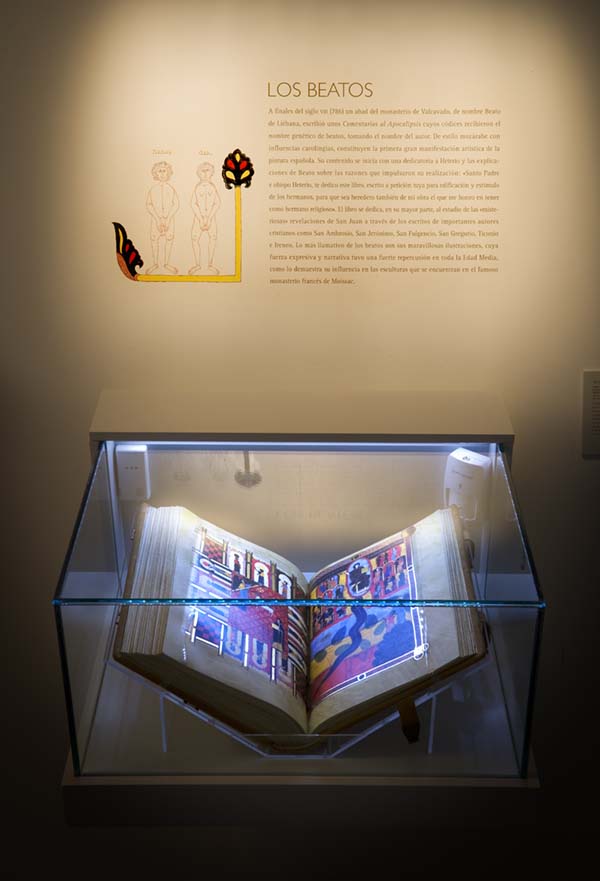 LOS BEATOS
A finales del siglo VIII (786) un abad del monasterio de Valcavado, de nombre Beato
de Liébana, escribió unos Comentarios al Apocalipsis cuyos códices recibieron el
nombre genérico de beatos, tomando el nombre del autor. De estilo mozárabe con
influencias carolingias, constituyen la primera gran manifestación artística de la
pintura española. Su contenido se inicia con una dedicatoria a Heterio y las explica-
ciones de Beato sobre las razones que impulsaron su realización: «Santo Padre
y obispo Heterio, te dedico este libro, escrito a petición tuya para edificación y estímulo
de los hermanos, para que sea heredero también de mi obra el que me honro en tener
como hermano religioso». El libro se dedica, en su mayor parte, al estudio de las «miste-
riosas» revelaciones de San Juan a través de los escritos de importantes autores
cristianos como San Ambrosio, San Jerónimo, San Fulgencio, San Gregorio, Ticonio
e Ireneo. Lo más llamativo de los beatos son sus maravillosas ilustraciones, cuya
fuerza expresiva y narrativa tuvo una fuerte repercusión en toda la Edad Media,
como lo demuestra su influencia en las esculturas que se encuentran en el famoso
monasterio francés de Moissac.